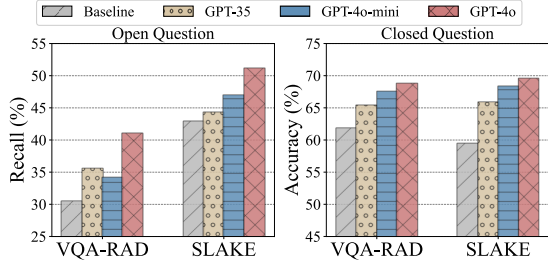 Baseline GPT-35 GPT-4o-mini GPT-4o
Open Question
Recall (%)
55
50
45
40
35
30
25
VQA-RAD SLAKE
Closed Question
Accuracy (%)
75
70
65
60
55
50
45
VQA-RAD SLAKE